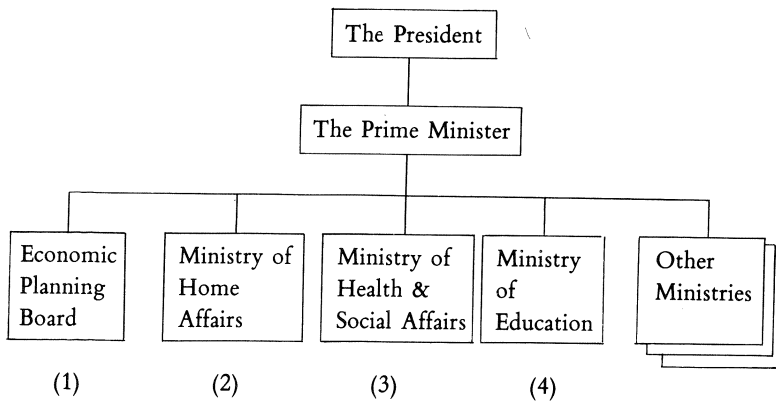 The President
The Prime Minister
Economic
Planning
Board
Ministry of
Home
Affairs
Ministry of
Health &
Social Affairs
Ministry
of
Education
Other
Ministries
(1)
(2)
(3)
(4)